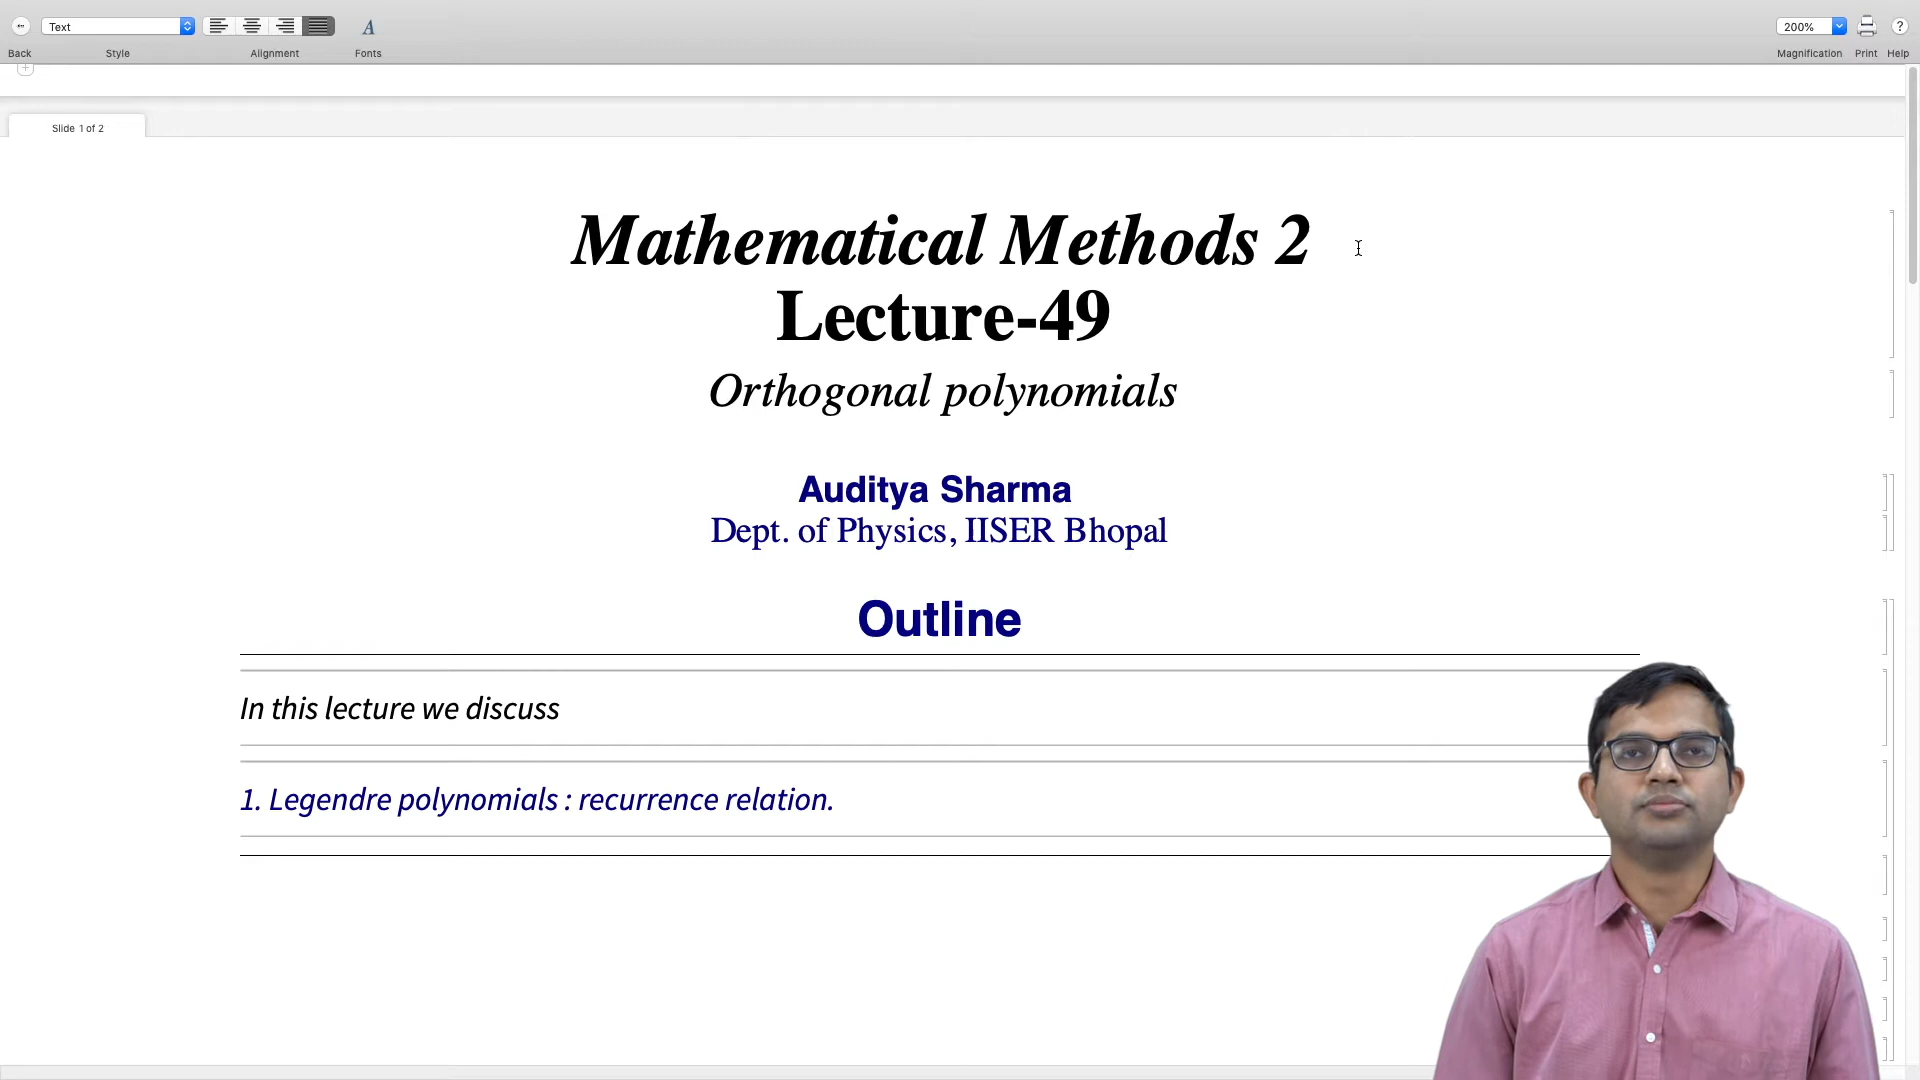 Text
200%
Back
Style
Alignment
Fonts
Magnification
Print
Help
Slide 1 of 2
Mathematical Methods 2
Lecture-49
Orthogonal polynomials
Auditya Sharma
Dept. of Physics, IISER Bhopal
Outline
In this lecture we discuss
1. Legendre polynomials : recurrence relation.